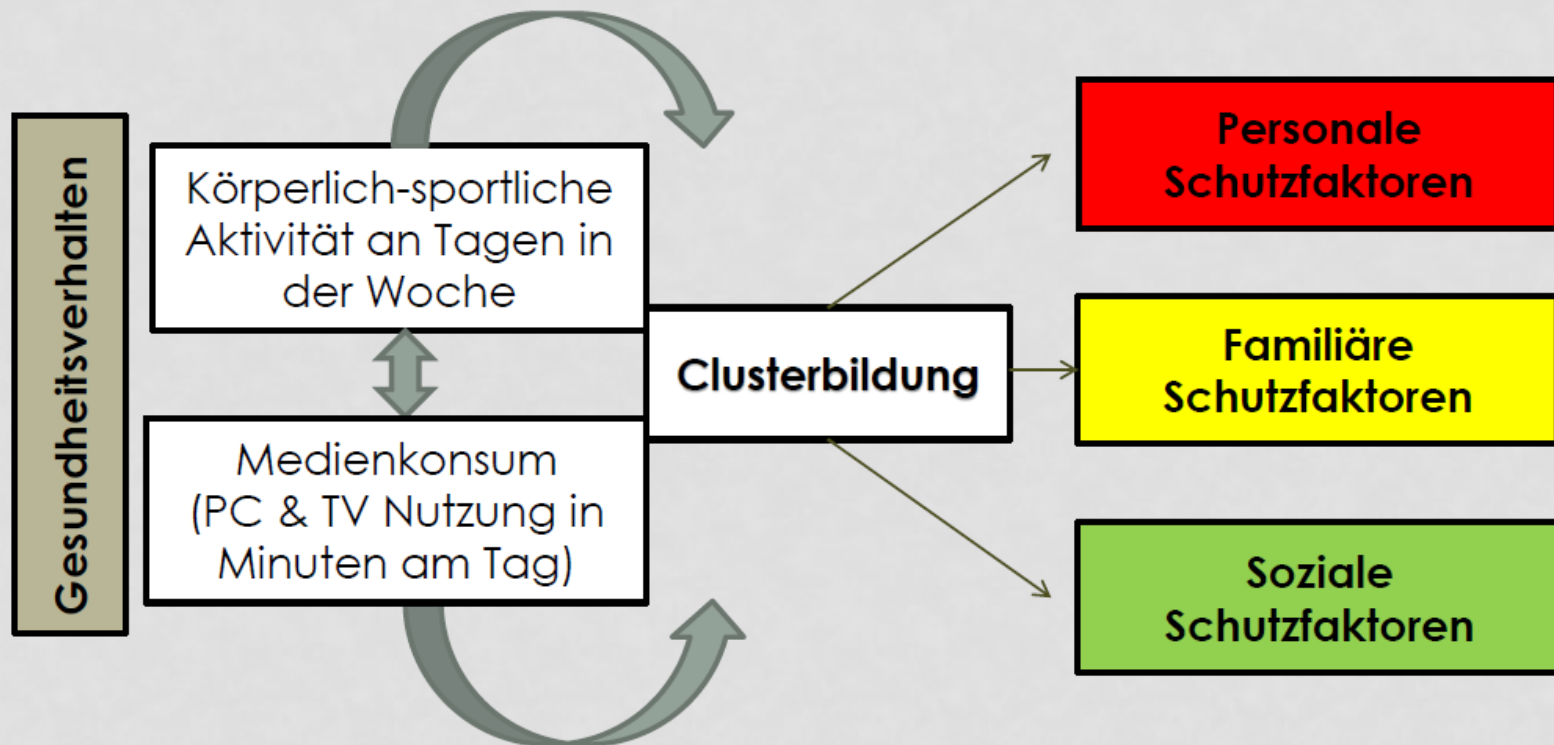 Gesundheitsverhalten
Körperlich-sportliche
Aktivität an Tagen in
der Woche
Medienkonsum
(PC & TV Nutzung in
Minuten am Tag)
Clusterbildung
Personale
Schutzfaktoren
Familiäre
Schutzfaktoren
Soziale
Schutzfaktoren